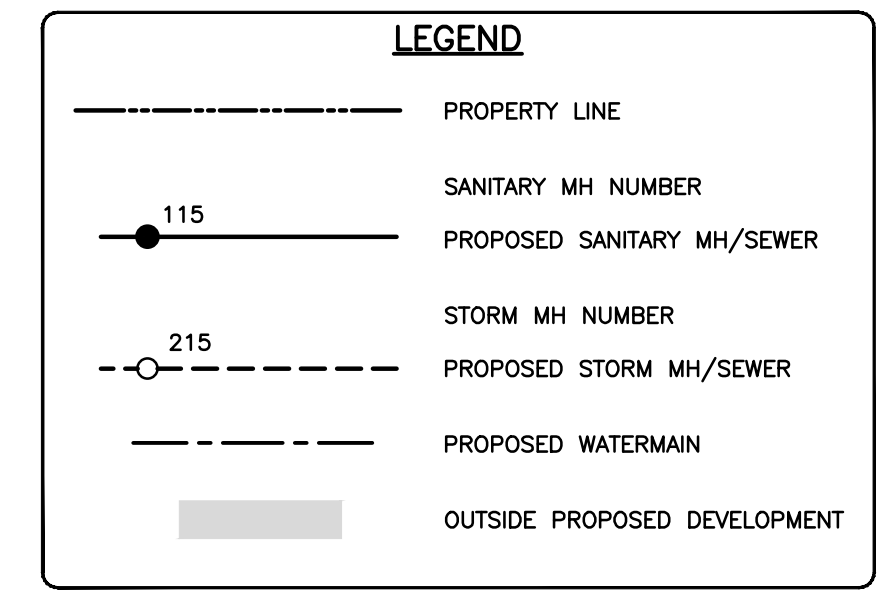 LEGEND
PROPERTY LINE
SANITARY MH NUMBER
115
PROPOSED SANITARY MH/SEWER
STORM MH NUMBER
215
PROPOSED STORM MH/SEWER
PROPOSED WATERMAIN
OUTSIDE PROPOSED DEVELOPMENT